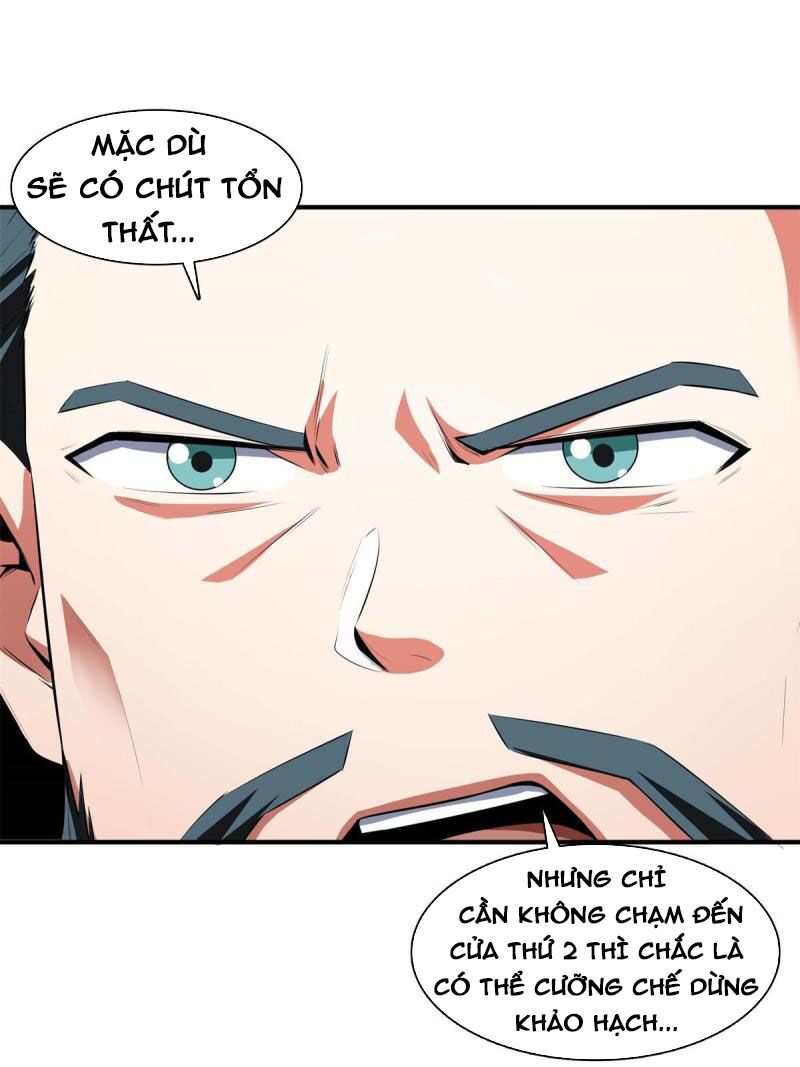 MẶC DÙ
SẼ CÓ CHÚT TỔN
THẤT...
NHƯNG CHỈ
CẦN KHÔNG CHẠM ĐẾN
CỬA THỨ 2 THÌ CHẮC LÀ
CÓ THỂ CƯỠNG CHẾ DỪNG
KHẢO HẠCH...